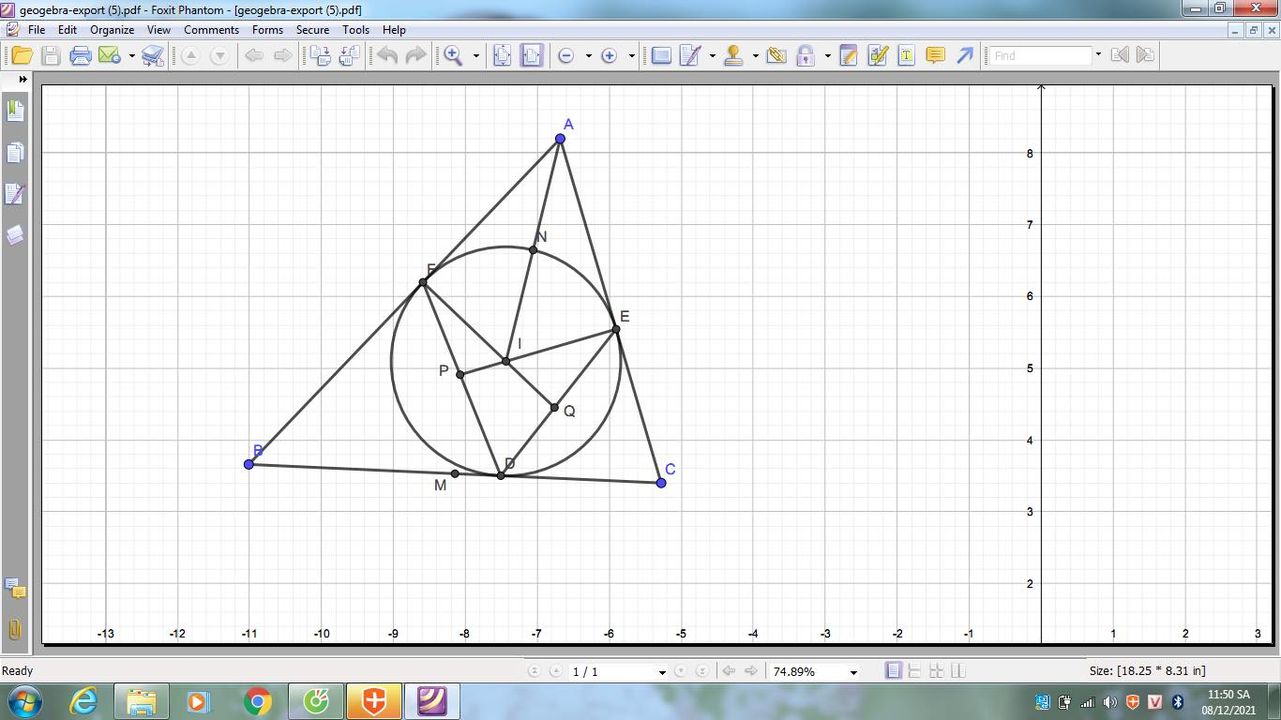 geogebra-export (5).pdf - Foxit Phantom - [geogebra-export (5).pdf]
File Edit Organize View Comments Forms Secure Tools Help
Find
A
N
F
E
I
P
Q
B
D
C
M
8
7
6
5
4
3
2
-13 -12 -11 -10 -9 -8 -7 -6 -5 -4 -3 -2 -1 1 2 3
Ready 1 / 1 74.89% Size: [18.25 * 8.31 in]
11:50 SA
08/12/2021